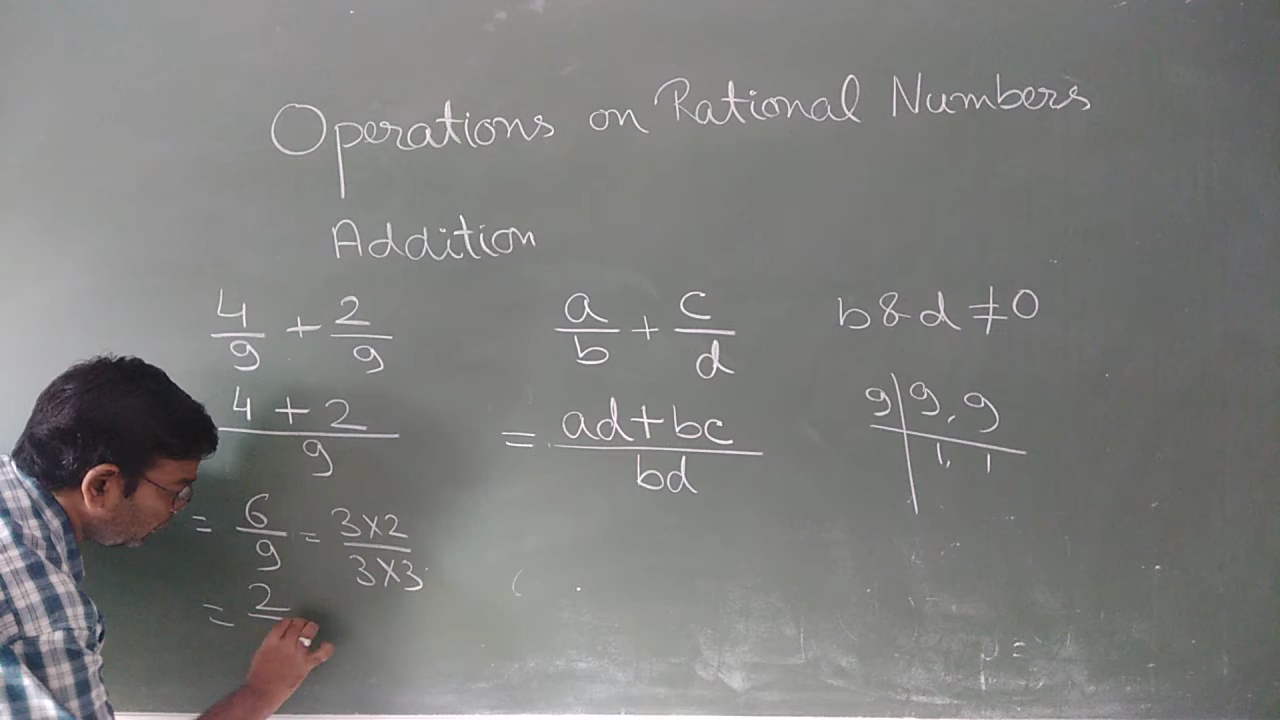 Operations on Rational Numbers
Addition
4/9 + 2/9
4+2/9
= 6/9 = 3×2/3×3
= 2/
a/b + c/d
= ad+bc/bd
b & d ≠ 0
9 | 9, 9
1, 1